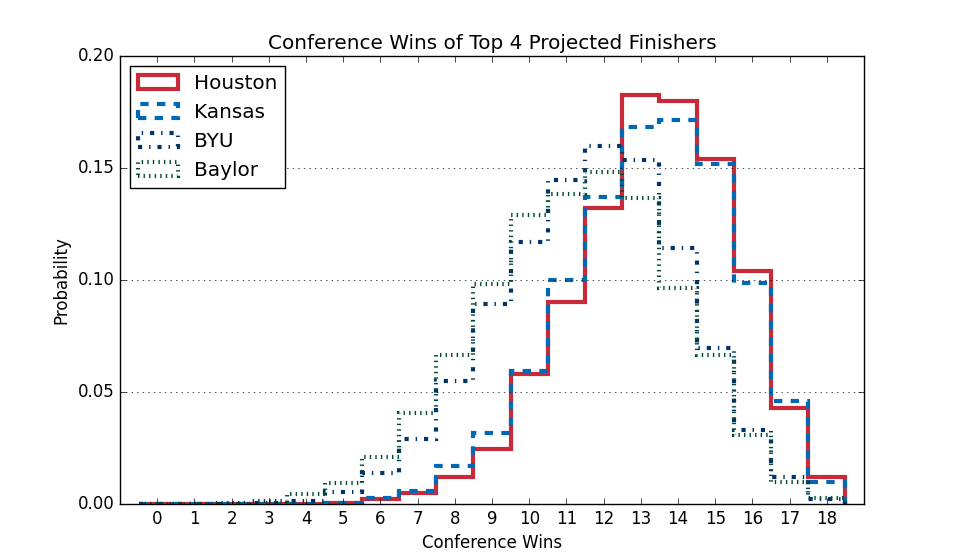 Conference Wins of Top 4 Projected Finishers
0.20
0.15
0.10
0.05
0.00
Probability
Houston
Kansas
BYU
Baylor
0 1 2 3 4 5 6 7 8 9 10 11 12 13 14 15 16 17 18
Conference Wins